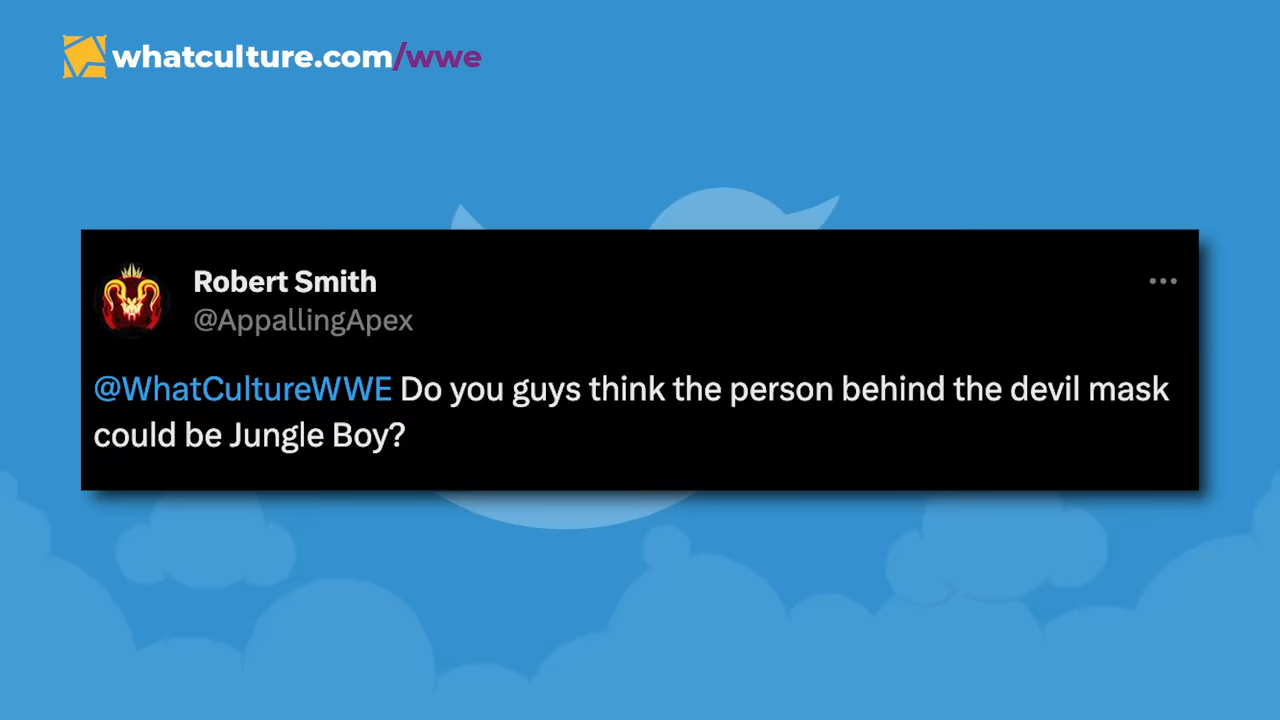 whatculture.com/wwe
Robert Smith
@AppallingApex
@WhatCultureWWE Do you guys think the person behind the devil mask
could be Jungle Boy?